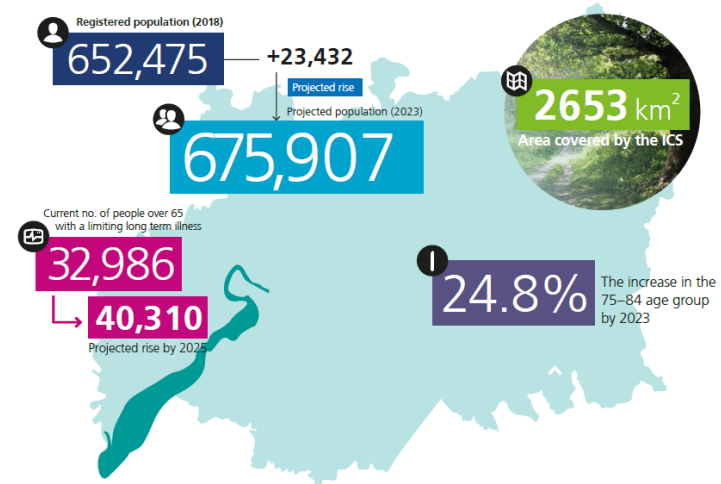 Registered population (2018)
652,475
+23,432
Projected rise
Projected population (2023)
675,907
2653 km²
Area covered by the ICS
Current no. of people over 65
with a limiting long term illness
32,986
40,310
Projected rise by 2025
24.8%
The increase in the
75–84 age group
by 2023